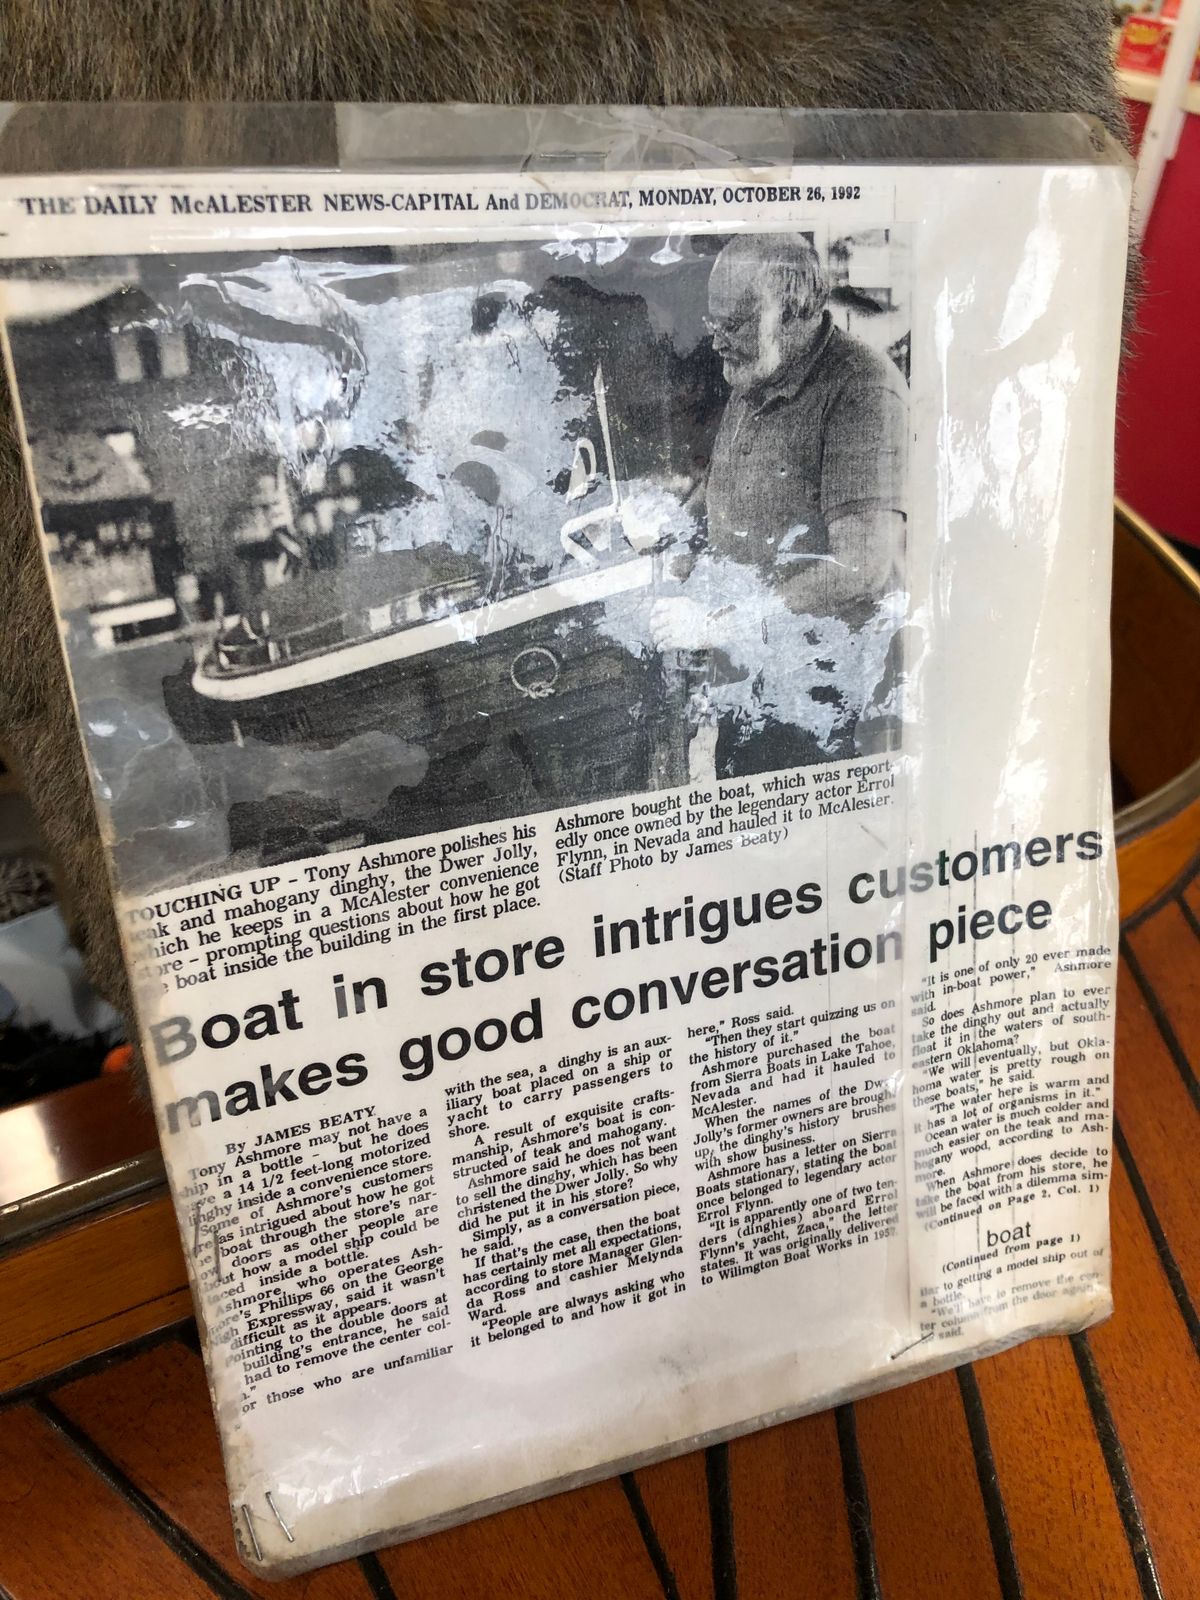 THE DAILY McALESTER NEWS-CAPITAL And DEMOCRAT, MONDAY, OCTOBER 26, 1992
TOUCHING UP – Tony Ashmore polishes his
and mahogany dinghy, the Dwer Jolly,
which he keeps in a McAlester convenience
store – prompting questions about how he got
boat inside the building in the first place.
Ashmore bought the boat, which was report-
edly once owned by the legendary actor Errol
Flynn, in Nevada and hauled it to McAlester.
(Staff Photo by James Beaty)
Boat in store intrigues customers
makes good conversation piece
By JAMES BEATY
Tony Ashmore may not have a
ship in a bottle – but he does
have a 14 1/2 feet-long motorized
dinghy inside a convenience store.
Some of Ashmore's customers
are as intrigued about how he got
the boat through the store's nar-
row doors as other people are
about how a model ship could be
placed inside a bottle.
Ashmore, who operates Ash-
more's Phillips 66 on the George
Nigh Expressway, said it wasn't
difficult as it appears.
Pointing to the double doors at
building's entrance, he said
had to remove the center col-
those who are unfamiliar
with the sea, a dinghy is an aux-
iliary boat placed on a ship or
yacht to carry passengers to
shore.
A result of exquisite crafts-
manship, Ashmore's boat is con-
structed of teak and mahogany.
Ashmore said he does not want
to sell the dinghy, which has been
christened the Dwer Jolly. So why
did he put it in his store?
Simply, as a conversation piece,
he said.
If that's the case, then the boat
has certainly met all expectations,
according to store Manager Glen-
da Ross and cashier Melynda
Ward.
"People are always asking who
it belonged to and how it got in
here," Ross said.
"Then they start quizzing us on
the history of it."
Ashmore purchased the boat
from Sierra Boats in Lake Tahoe,
Nevada and had it hauled to
McAlester.
When the names of the Dwer
Jolly's former owners are brought
up, the dinghy's history brushes
with show business.
Ashmore has a letter on Sierra
Boats stationary, stating the boat
once belonged to legendary actor
Errol Flynn.
"It is apparently one of two ten-
ders (dinghies) aboard Errol
Flynn's yacht, Zaca," the letter
states. It was originally delivered
to Wilimgton Boat Works in 195
"It is one of only 20 ever made
with in-boat power," Ashmore
said.
So does Ashmore plan to ever
take the dinghy out and actually
float it in the waters of south-
eastern Oklahoma?
"We will eventually, but Okla-
homa water is pretty rough on
these boats," he said.
"The water here is warm and
it has a lot of organisms in it."
Ocean water is much colder and
much easier on the teak and ma-
hogany wood, according to Ash-
more.
When Ashmore does decide to
take the boat from his store, he
will be faced with a dilemma sim-
(Continued on Page 2, Col. 1)
boat
(Continued from page 1)
ilar to getting a model ship out of
a bottle.
"We'll have to remove the cen-
ter column from the door again,"
he said.